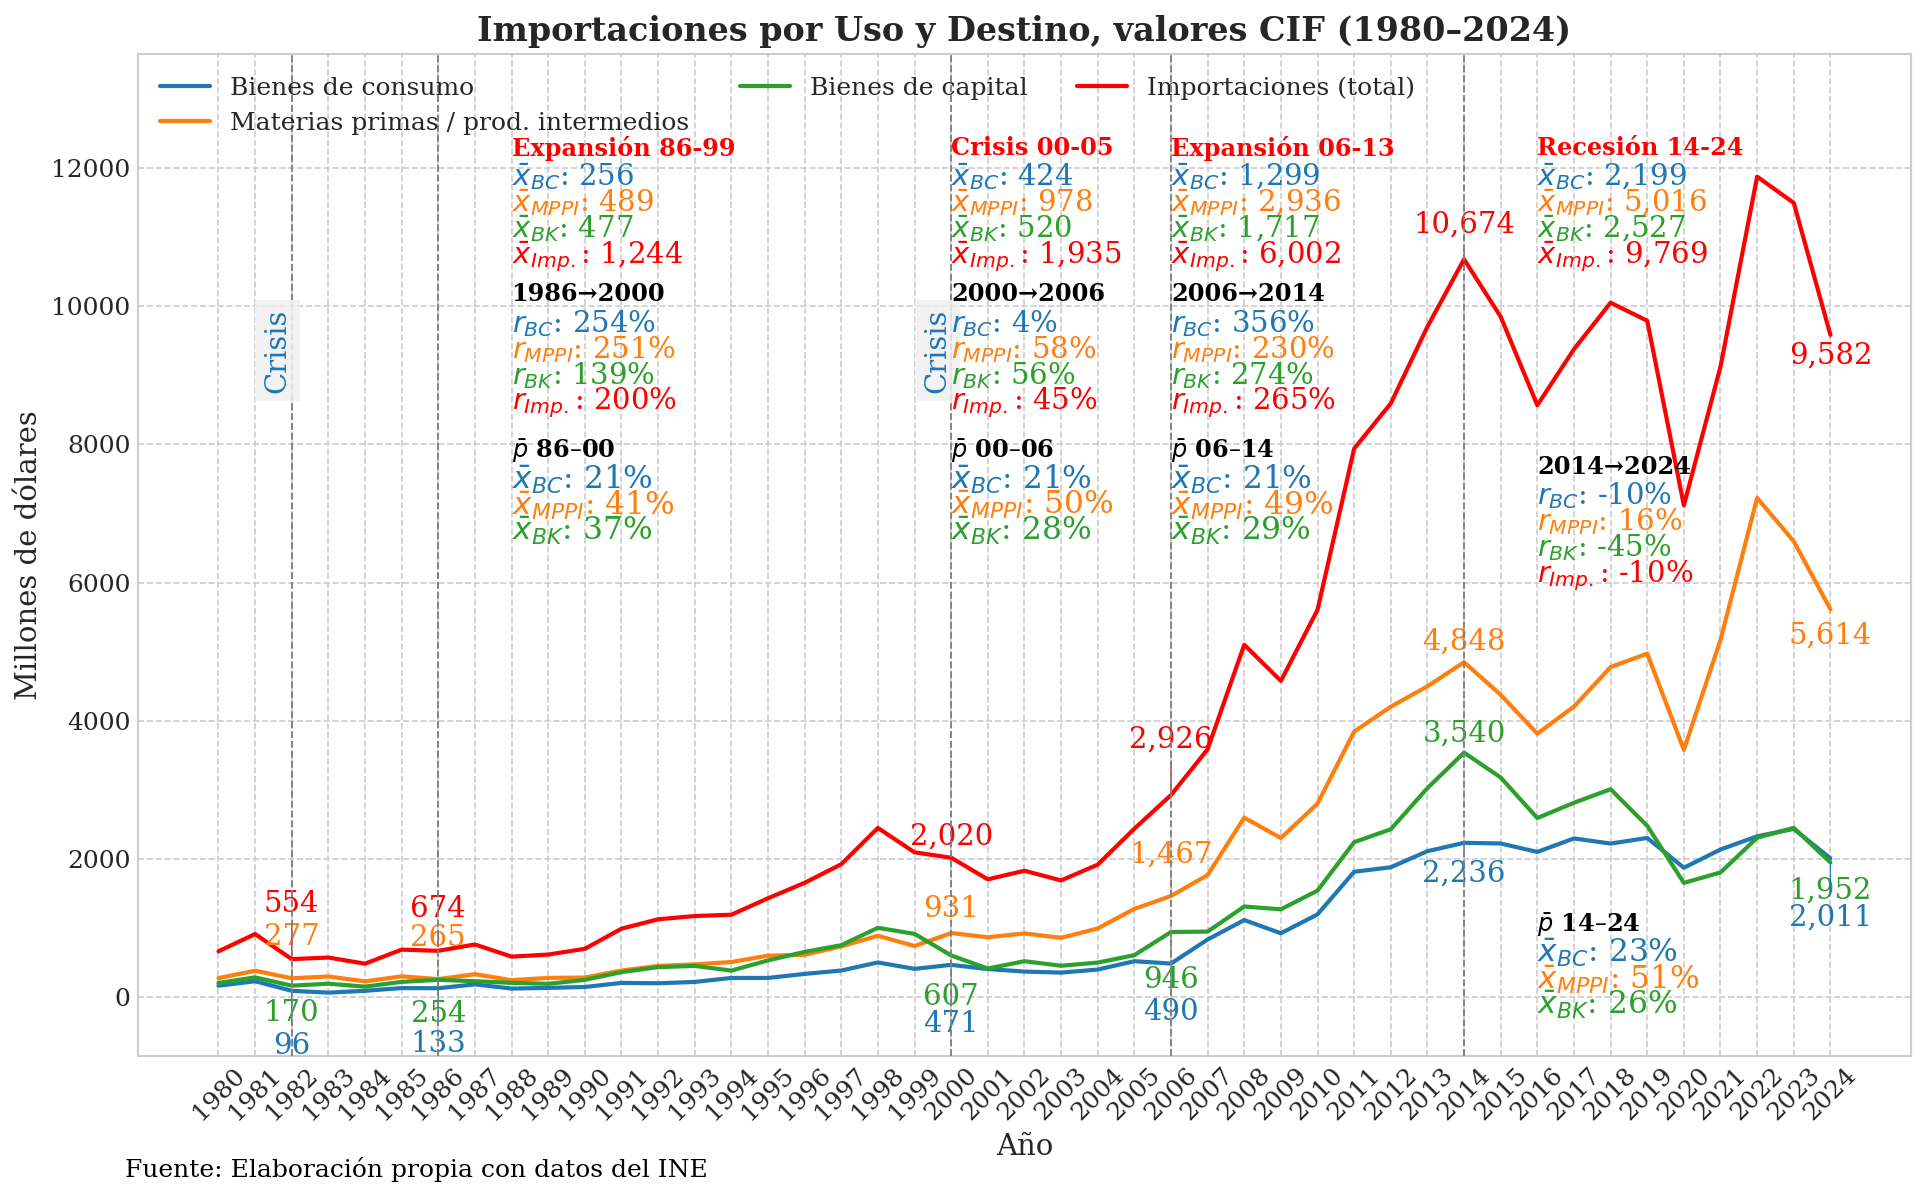 Importaciones por Uso y Destino, valores CIF (1980–2024)
Bienes de consumo
Materias primas / prod. intermedios
Bienes de capital
Importaciones (total)
Millones de dólares
12000
10000
8000
6000
4000
2000
0
Crisis
Expansión 86-99
x̄BC: 256
x̄MPPI: 489
x̄BK: 477
x̄Imp.: 1,244
1986→2000
rBC: 254%
rMPPI: 251%
rBK: 139%
rImp.: 200%
p̄ 86–00
x̄BC: 21%
x̄MPPI: 41%
x̄BK: 37%
Crisis
Crisis 00-05
x̄BC: 424
x̄MPPI: 978
x̄BK: 520
x̄Imp.: 1,935
2000→2006
rBC: 4%
rMPPI: 58%
rBK: 56%
rImp.: 45%
p̄ 00–06
x̄BC: 21%
x̄MPPI: 50%
x̄BK: 28%
Expansión 06-13
x̄BC: 1,299
x̄MPPI: 2,936
x̄BK: 1,717
x̄Imp.: 6,002
2006→2014
rBC: 356%
rMPPI: 230%
rBK: 274%
rImp.: 265%
p̄ 06–14
x̄BC: 21%
x̄MPPI: 49%
x̄BK: 29%
Recesión 14-24
x̄BC: 2,199
x̄MPPI: 5,016
x̄BK: 2,527
x̄Imp.: 9,769
2014→2024
rBC: -10%
rMPPI: 16%
rBK: -45%
rImp.: -10%
p̄ 14–24
x̄BC: 23%
x̄MPPI: 51%
x̄BK: 26%
554
277
170
96
674
265
254
133
2,020
931
607
471
2,926
1,467
946
490
10,674
4,848
3,540
2,236
9,582
5,614
1,952
2,011
1980
1981
1982
1983
1984
1985
1986
1987
1988
1989
1990
1991
1992
1993
1994
1995
1996
1997
1998
1999
2000
2001
2002
2003
2004
2005
2006
2007
2008
2009
2010
2011
2012
2013
2014
2015
2016
2017
2018
2019
2020
2021
2022
2023
2024
Año
Fuente: Elaboración propia con datos del INE